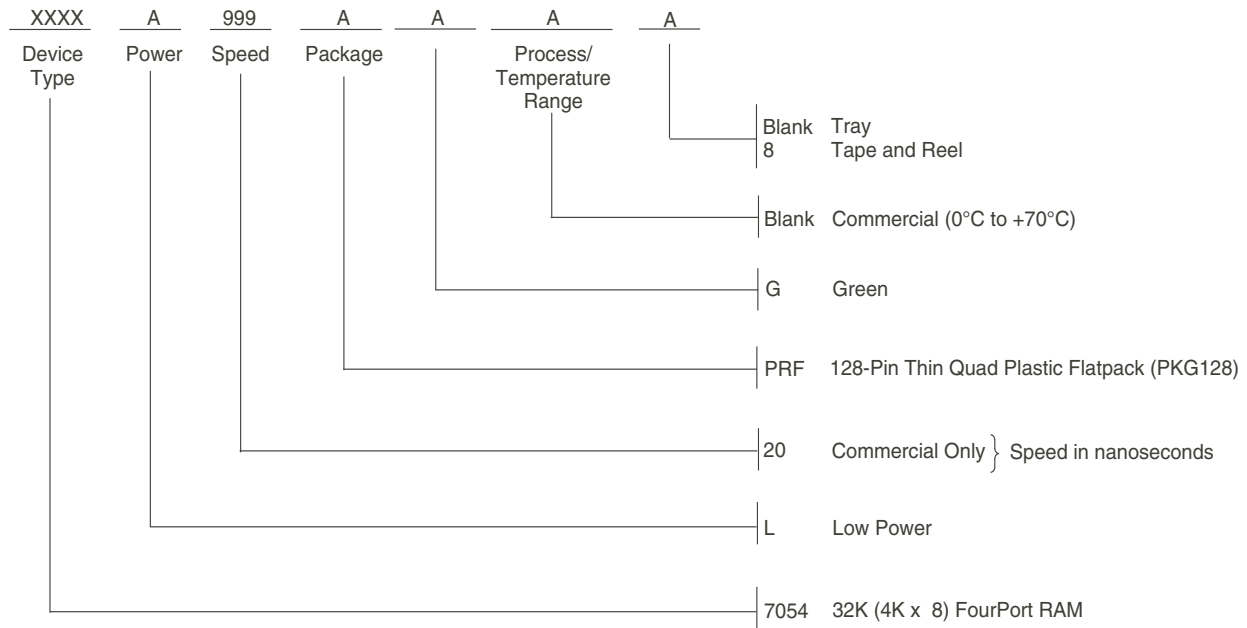 XXXX A 999 A A A A
Device Type Power Speed Package Process/ Temperature Range
Blank Tray
8 Tape and Reel
Blank Commercial (0°C to +70°C)
G Green
PRF 128-Pin Thin Quad Plastic Flatpack (PKG128)
20 Commercial Only } Speed in nanoseconds
L Low Power
7054 32K (4K x 8) FourPort RAM